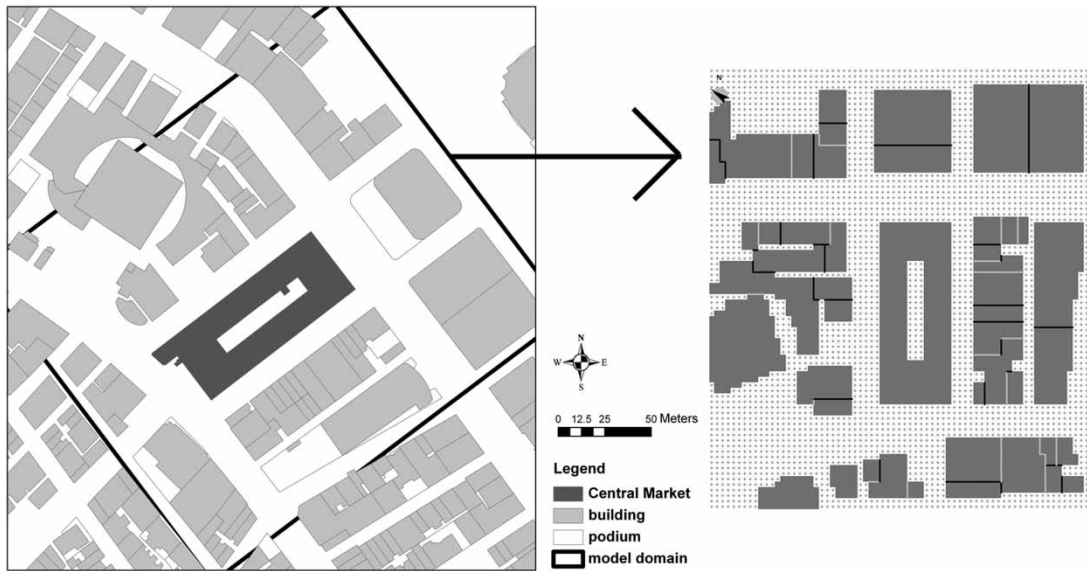 N
N
W E
S
0 12.5 25 50 Meters
Legend
Central Market
building
podium
model domain